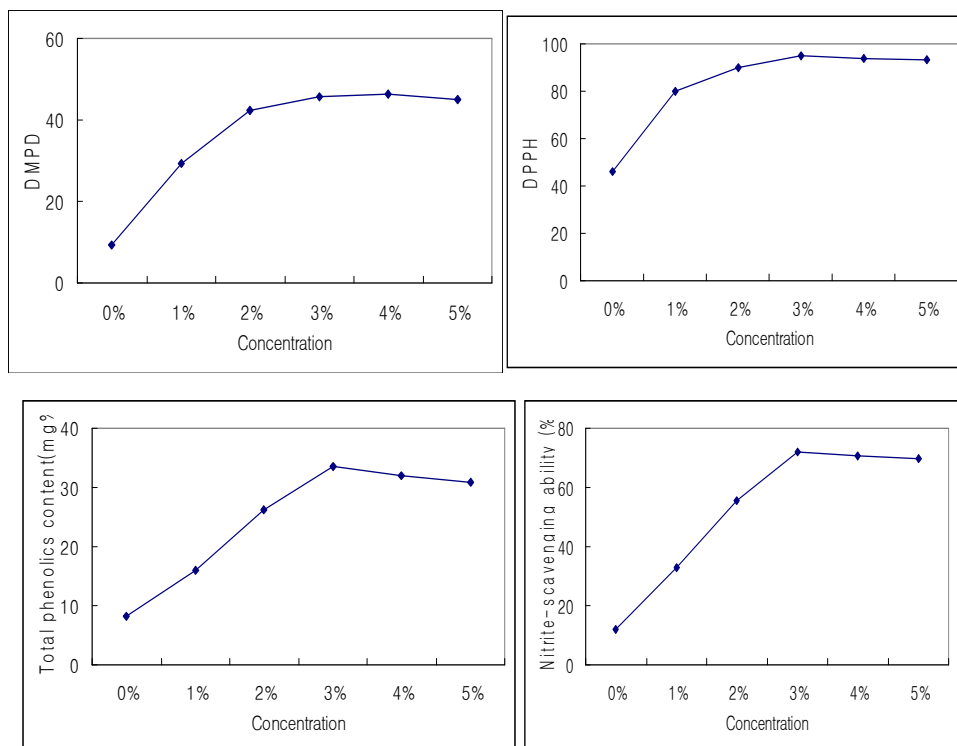 60
40
20
0
DMPD
0% 1% 2% 3% 4% 5%
Concentration
100
80
60
40
20
0
DPPH
0% 1% 2% 3% 4% 5%
Concentration
40
30
20
10
0
Total phenolics content(mg%
0% 1% 2% 3% 4% 5%
Concentration
80
60
40
20
0
Nitrite-scavenging ability (%
0% 1% 2% 3% 4% 5%
Concentration